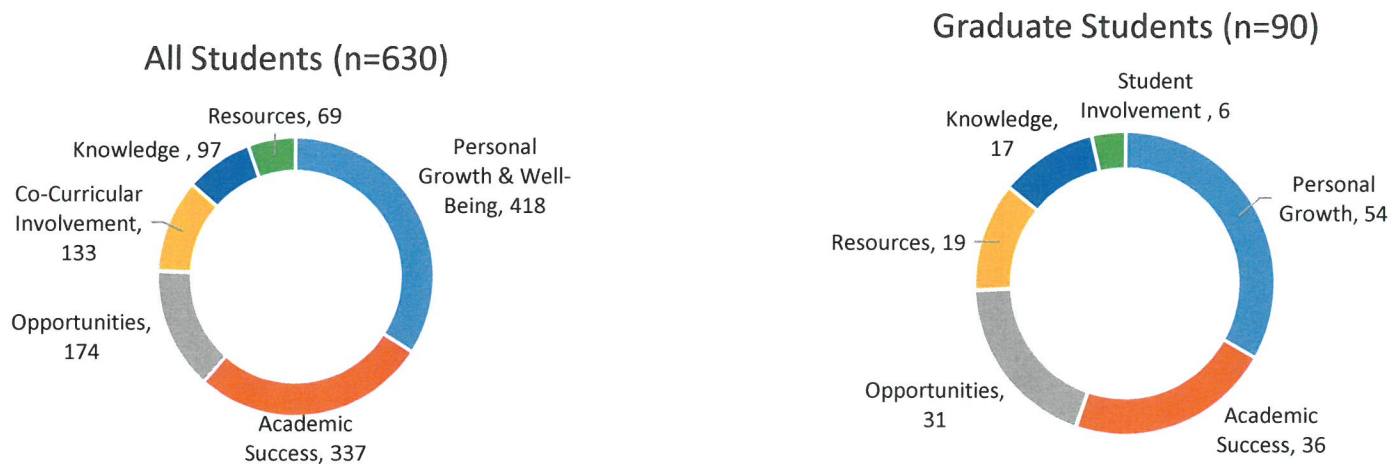 All Students (n=630)
Resources, 69
Knowledge , 97
Personal
Growth & Well-
Being, 418
Co-Curricular
Involvement,
133
Opportunities,
174
Academic
Success, 337
Graduate Students (n=90)
Student
Involvement , 6
Knowledge,
17
Personal
Growth, 54
Resources, 19
Opportunities,
31
Academic
Success, 36